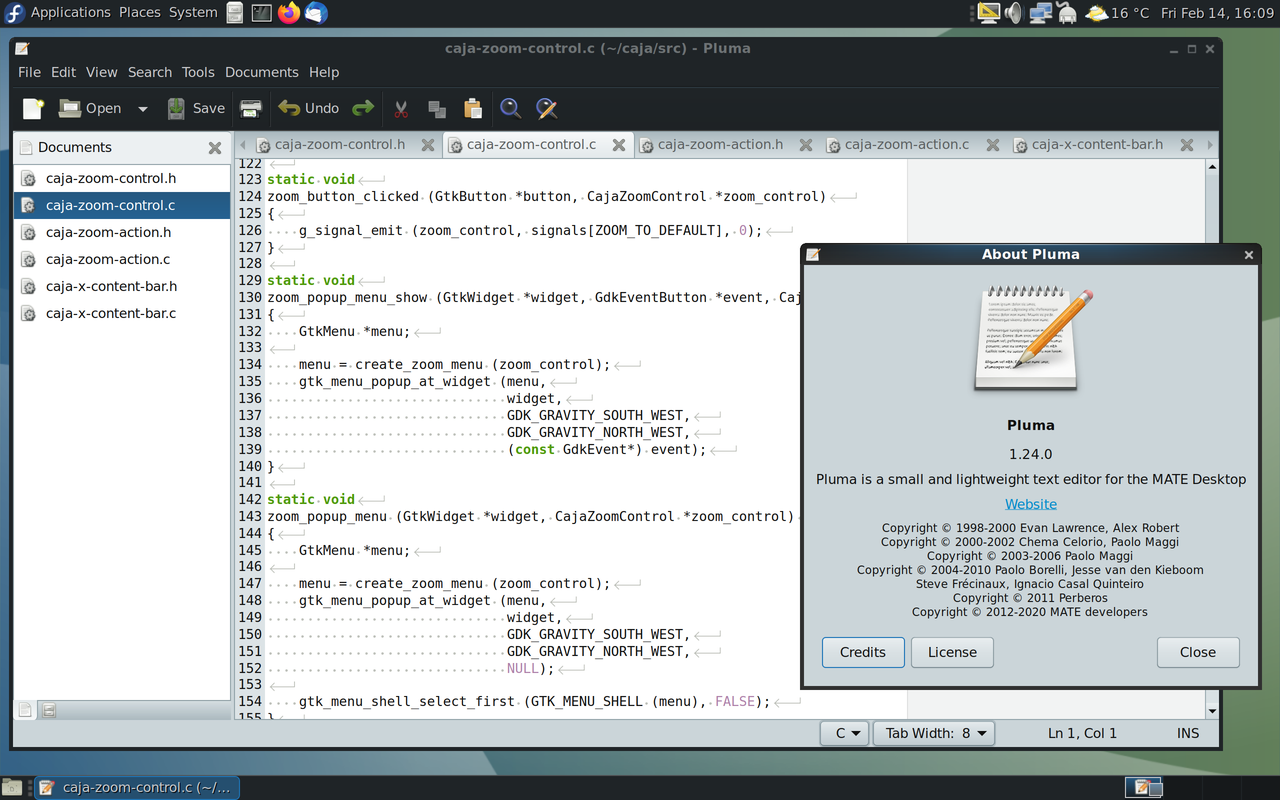 Applications Places System 16 °C Fri Feb 14, 16:09
caja-zoom-control.c (~/caja/src) - Pluma
File Edit View Search Tools Documents Help
Open Save Undo
Documents
caja-zoom-control.h
caja-zoom-control.c
caja-zoom-action.h
caja-zoom-action.c
caja-x-content-bar.h
caja-x-content-bar.c
caja-zoom-control.h caja-zoom-control.c caja-zoom-action.h caja-zoom-action.c caja-x-content-bar.h
122
123 static void
124 zoom_button_clicked (GtkButton *button, CajaZoomControl *zoom_control)
125 {
126 g_signal_emit (zoom_control, signals[ZOOM_TO_DEFAULT], 0);
127 }
128
129 static void
130 zoom_popup_menu_show (GtkWidget *widget, GdkEventButton *event, Caj
131 {
132 GtkMenu *menu;
133
134 menu = create_zoom_menu (zoom_control);
135 gtk_menu_popup_at_widget (menu,
136 widget,
137 GDK_GRAVITY_SOUTH_WEST,
138 GDK_GRAVITY_NORTH_WEST,
139 (const GdkEvent*) event);
140 }
141
142 static void
143 zoom_popup_menu (GtkWidget *widget, CajaZoomControl *zoom_control)
144 {
145 GtkMenu *menu;
146
147 menu = create_zoom_menu (zoom_control);
148 gtk_menu_popup_at_widget (menu,
149 widget,
150 GDK_GRAVITY_SOUTH_WEST,
151 GDK_GRAVITY_NORTH_WEST,
152 NULL);
153
154 gtk_menu_shell_select_first (GTK_MENU_SHELL (menu), FALSE);
155 }
About Pluma
Pluma
1.24.0
Pluma is a small and lightweight text editor for the MATE Desktop
Website
Copyright © 1998-2000 Evan Lawrence, Alex Robert
Copyright © 2000-2002 Chema Celorio, Paolo Maggi
Copyright © 2003-2006 Paolo Maggi
Copyright © 2004-2010 Paolo Borelli, Jesse van den Kieboom
Steve Frécinaux, Ignacio Casal Quinteiro
Copyright © 2011 Perberos
Copyright © 2012-2020 MATE developers
Credits License Close
C Tab Width: 8 Ln 1, Col 1 INS
caja-zoom-control.c (~/...